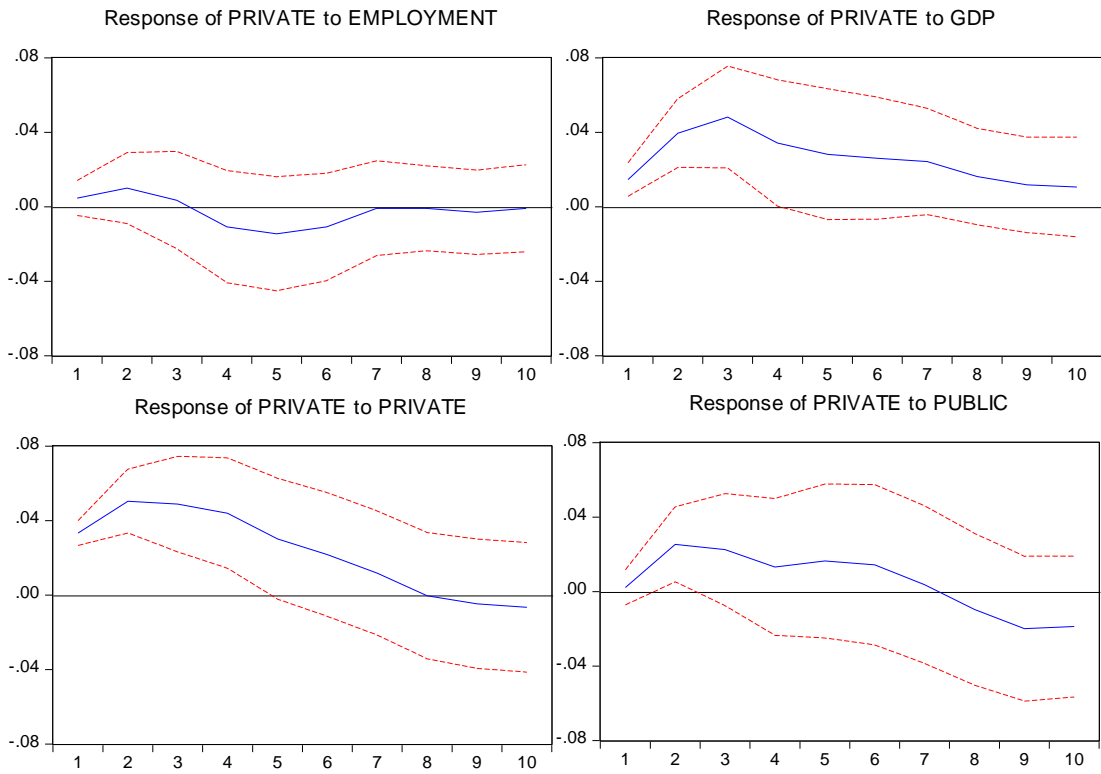 Response of PRIVATE to EMPLOYMENT
.08
.04
.00
-.04
-.08
1 2 3 4 5 6 7 8 9 10
Response of PRIVATE to GDP
.08
.04
.00
-.04
-.08
1 2 3 4 5 6 7 8 9 10
Response of PRIVATE to PRIVATE
.08
.04
.00
-.04
-.08
1 2 3 4 5 6 7 8 9 10
Response of PRIVATE to PUBLIC
.08
.04
.00
-.04
-.08
1 2 3 4 5 6 7 8 9 10